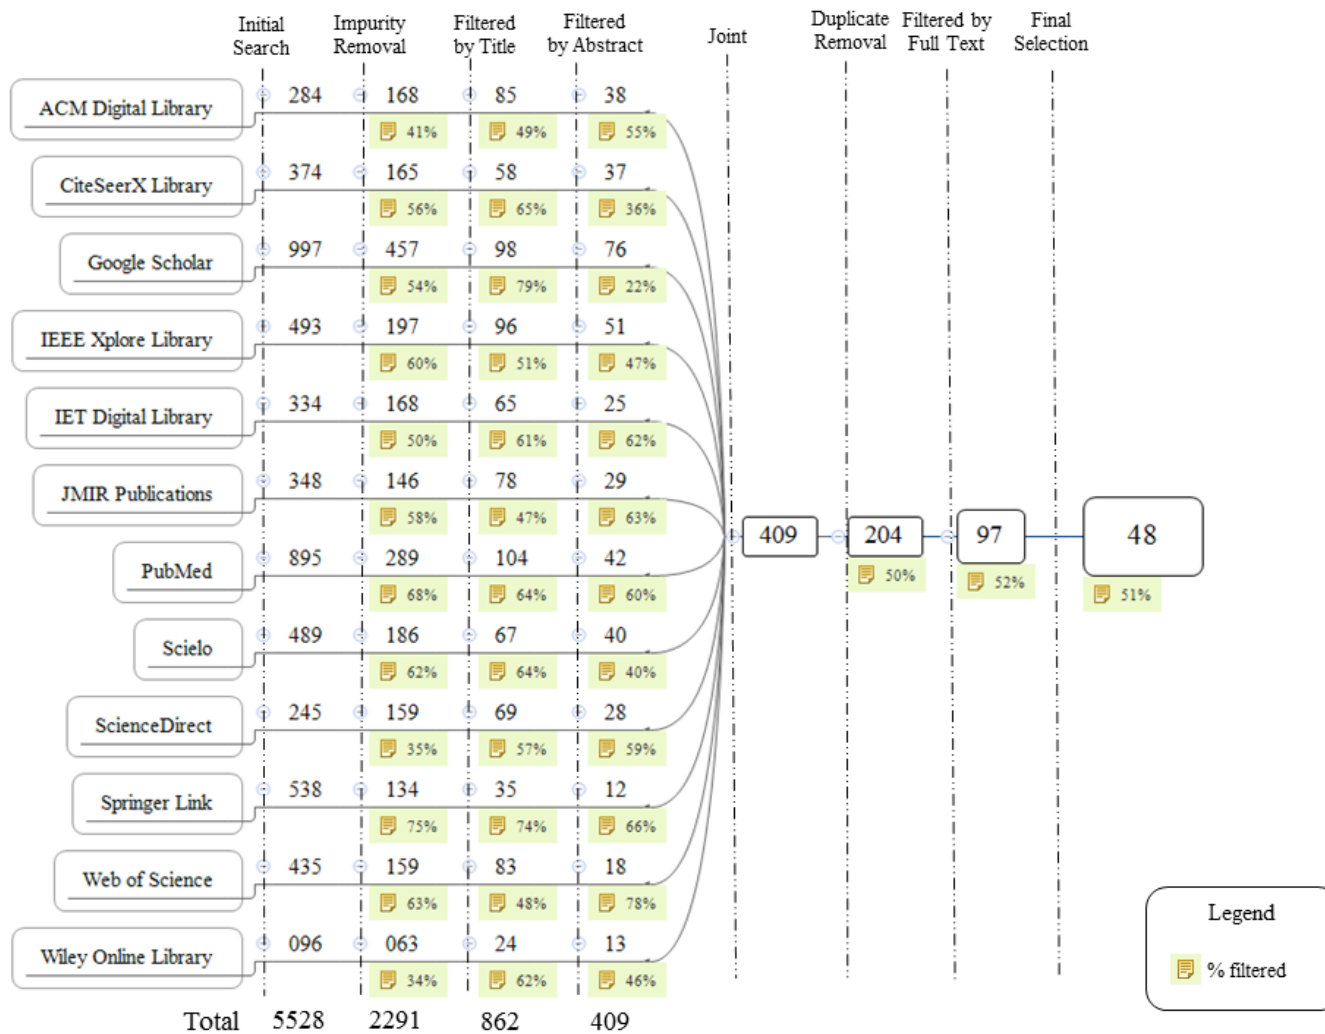 Initial Search
Impurity Removal
Filtered by Title
Filtered by Abstract
Joint
Duplicate Removal
Filtered by Full Text
Final Selection
ACM Digital Library 284 168 85 38
41% 49% 55%
CiteSeerX Library 374 165 58 37
56% 65% 36%
Google Scholar 997 457 98 76
54% 79% 22%
IEEE Xplore Library 493 197 96 51
60% 51% 47%
IET Digital Library 334 168 65 25
50% 61% 62%
JMIR Publications 348 146 78 29
58% 47% 63%
409 204 97 48
50% 52% 51%
PubMed 895 289 104 42
68% 64% 60%
Scielo 489 186 67 40
62% 64% 40%
ScienceDirect 245 159 69 28
35% 57% 59%
Springer Link 538 134 35 12
75% 74% 66%
Web of Science 435 159 83 18
63% 48% 78%
Wiley Online Library 096 063 24 13
34% 62% 46%
Total 5528 2291 862 409
Legend
% filtered